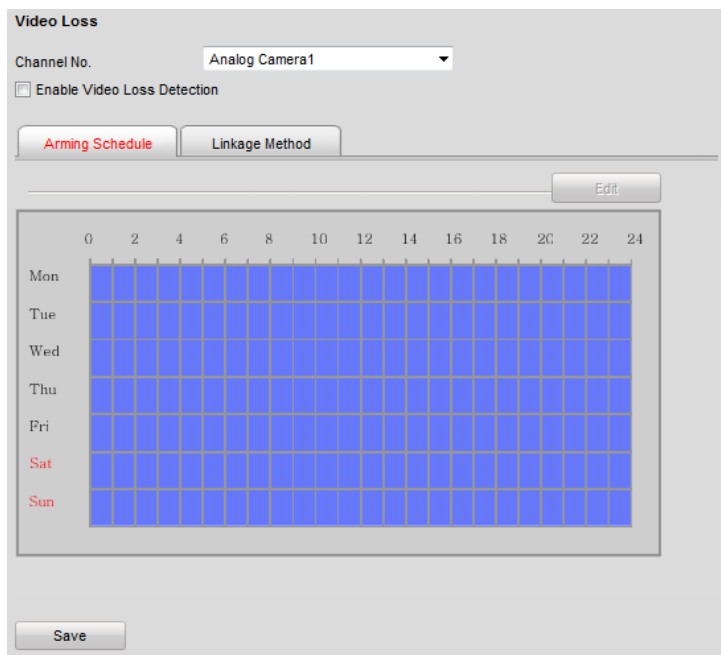 Video Loss
Channel No. Analog Camera1
Enable Video Loss Detection
Arming Schedule Linkage Method
Edit
0 2 4 6 8 10 12 14 16 18 20 22 24
Mon
Tue
Wed
Thu
Fri
Sat
Sun
Save